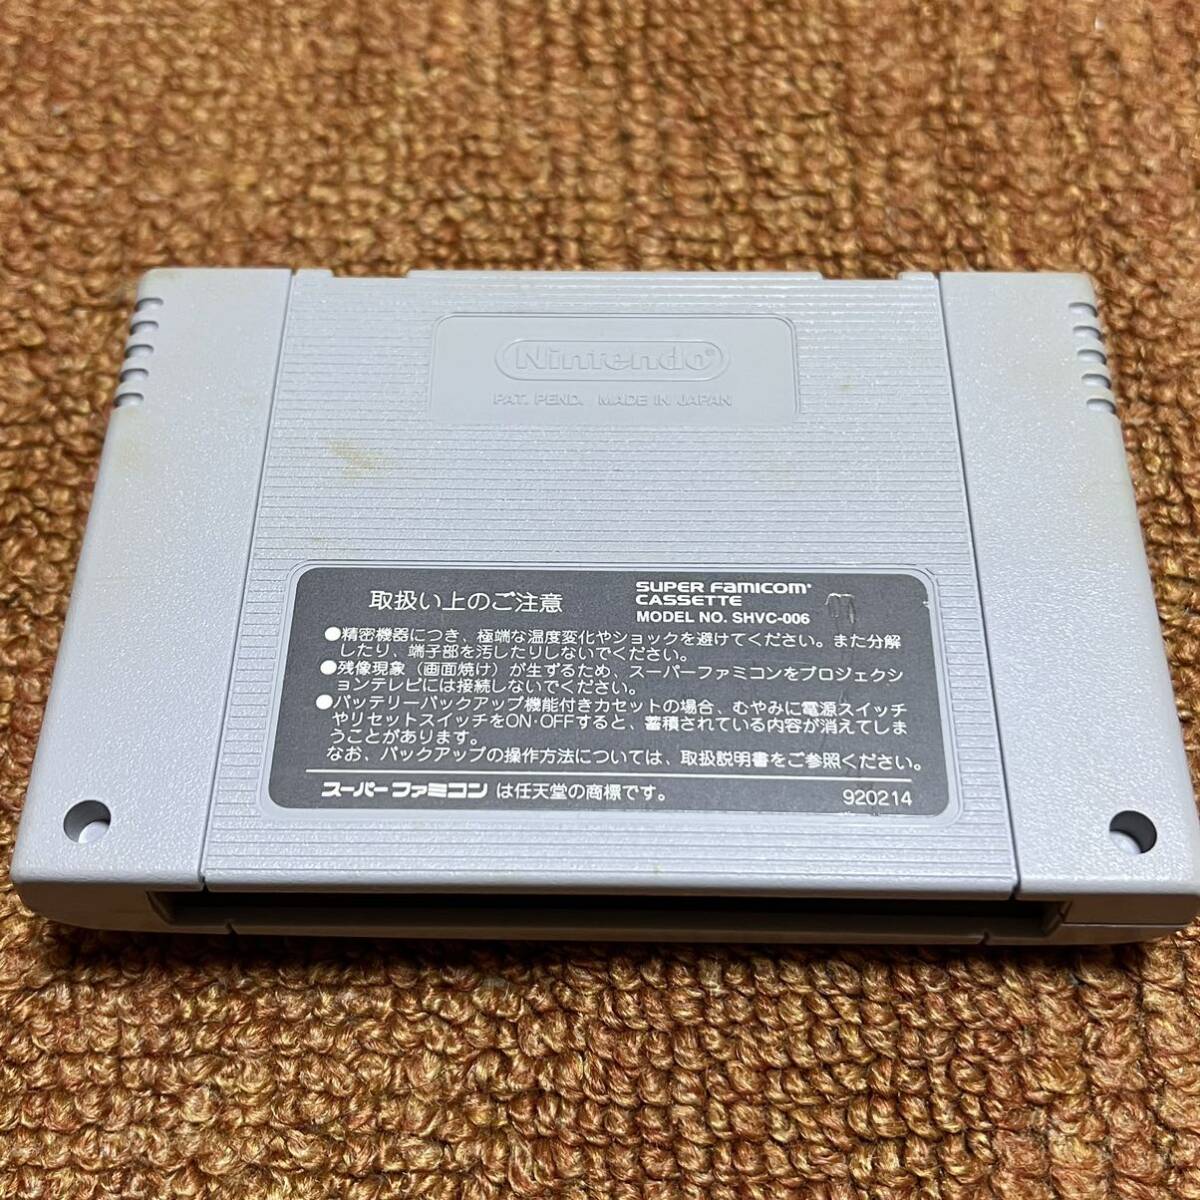 Nintendo®
PAT. PEND. MADE IN JAPAN
取扱い上のご注意
SUPER FAMICOM
CASSETTE
MODEL NO. SHVC-006
●精密機器につき、極端な温度変化やショックを避けてください。また分解
したり、端子部を汚したりしないでください。
●残像現象（画面焼け）が生ずるため、スーパーファミコンをプロジェクシ
ョンテレビには接続しないでください。
●バッテリーバックアップ機能付きカセットの場合、むやみに電源スイッチ
やリセットスイッチをON・OFFすると、蓄積されている内容が消えてしま
うことがあります。
なお、バックアップの操作方法については、取扱説明書をご参照ください。
スーパーファミコンは任天堂の商標です。
920214